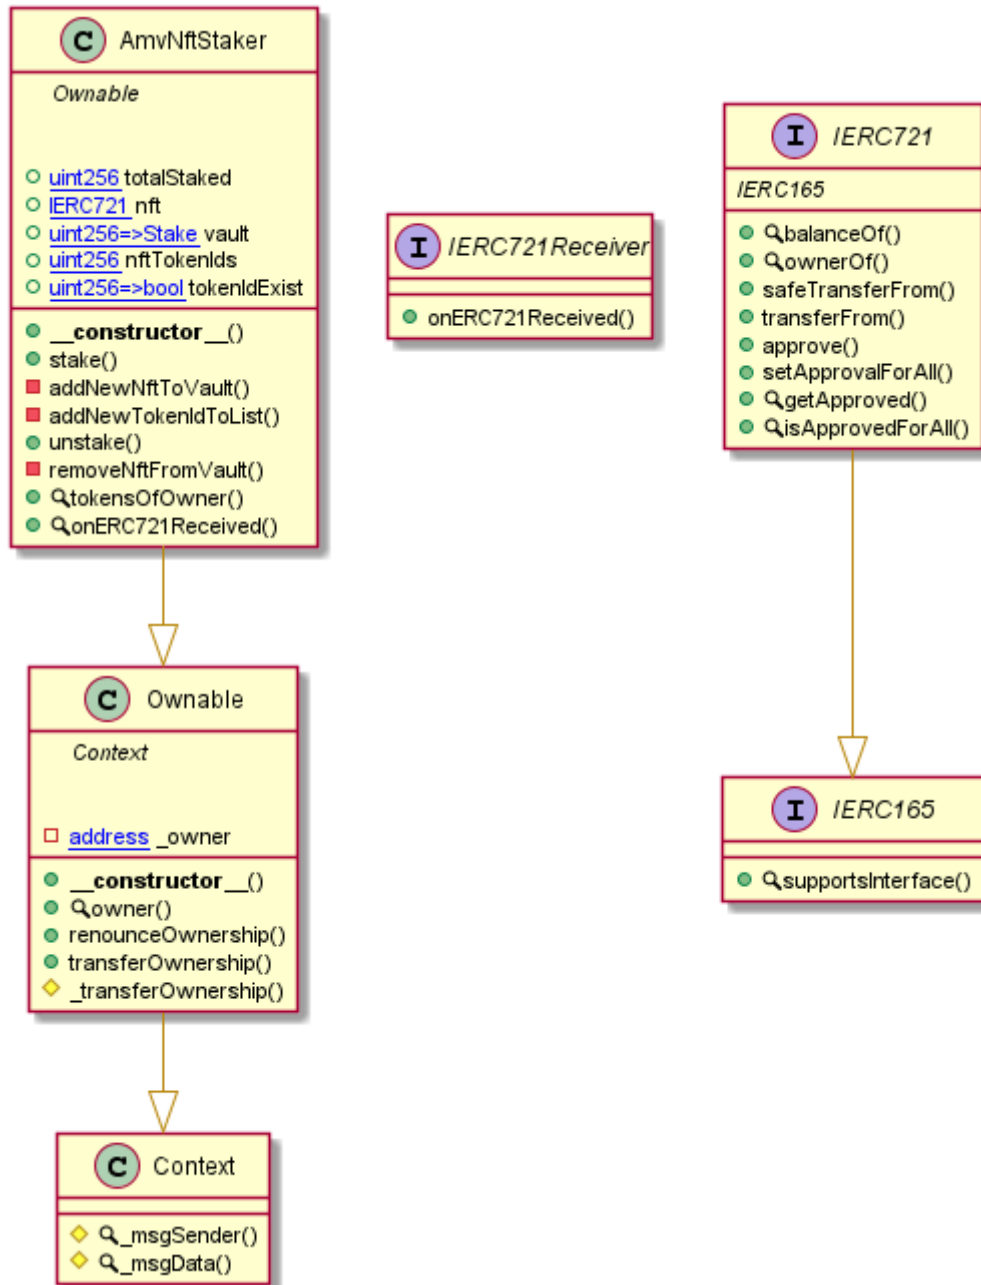 C AmvNftStaker
Ownable
uint256 totalStaked
IERC721 nft
uint256=>Stake vault
uint256 nftTokenIds
uint256=>bool tokenIdExist
__constructor__()
stake()
addNewNftToVault()
addNewTokenIdToList()
unstake()
removeNftFromVault()
tokensOfOwner()
onERC721Received()
I IERC721Receiver
onERC721Received()
I IERC721
IERC165
balanceOf()
ownerOf()
safeTransferFrom()
transferFrom()
approve()
setApprovalForAll()
getApproved()
isApprovedForAll()
C Ownable
Context
address _owner
__constructor__()
owner()
renounceOwnership()
transferOwnership()
_transferOwnership()
I IERC165
supportsInterface()
C Context
_msgSender()
_msgData()